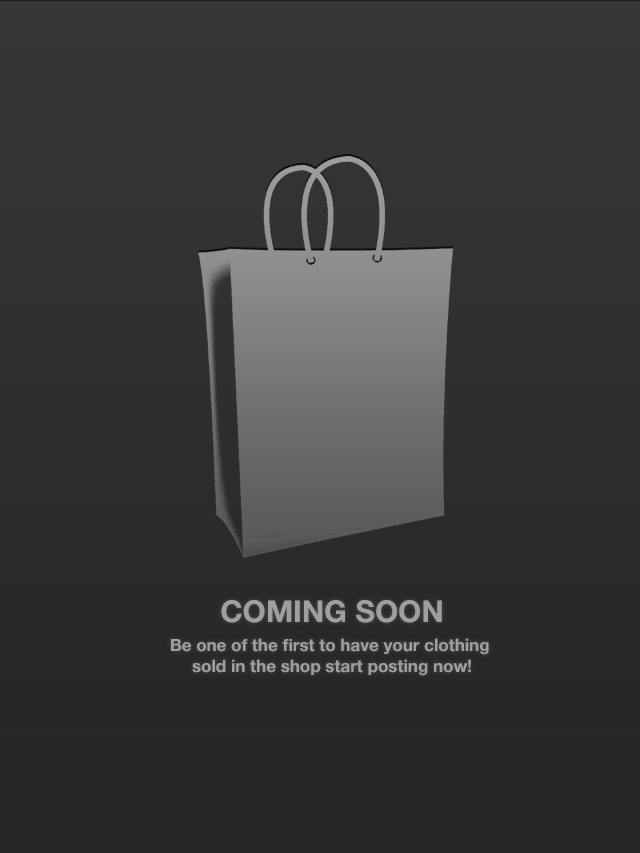 COMING SOON
Be one of the first to have your clothing
sold in the shop start posting now!